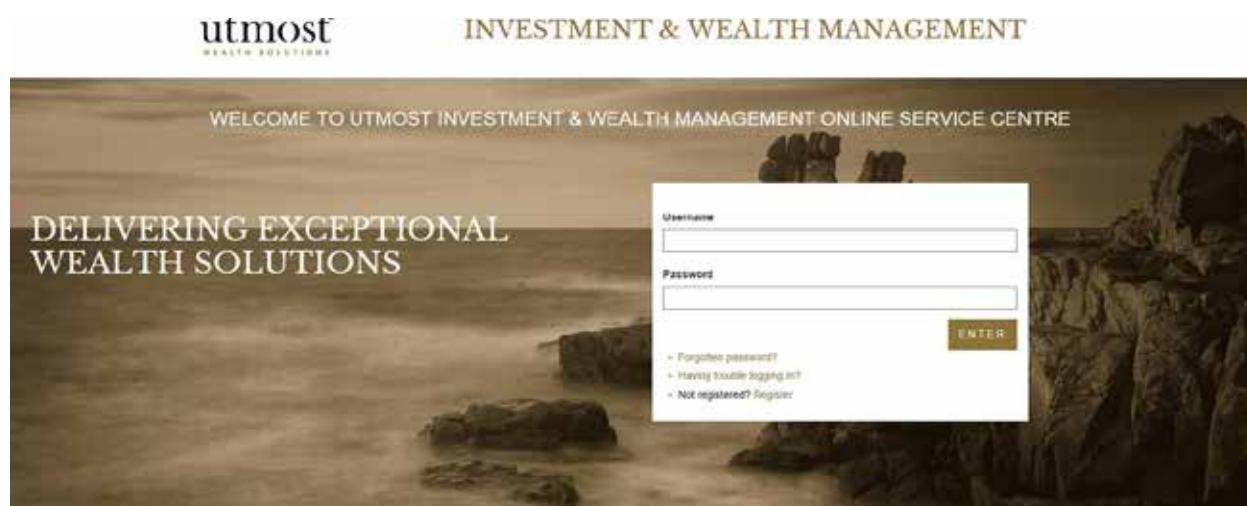 utmost
WEALTH SOLUTIONS
INVESTMENT & WEALTH MANAGEMENT
WELCOME TO UTMOST INVESTMENT & WEALTH MANAGEMENT ONLINE SERVICE CENTRE
DELIVERING EXCEPTIONAL
WEALTH SOLUTIONS
Username
Password
ENTER
Forgotten password?
Having trouble logging in?
Not registered? Register